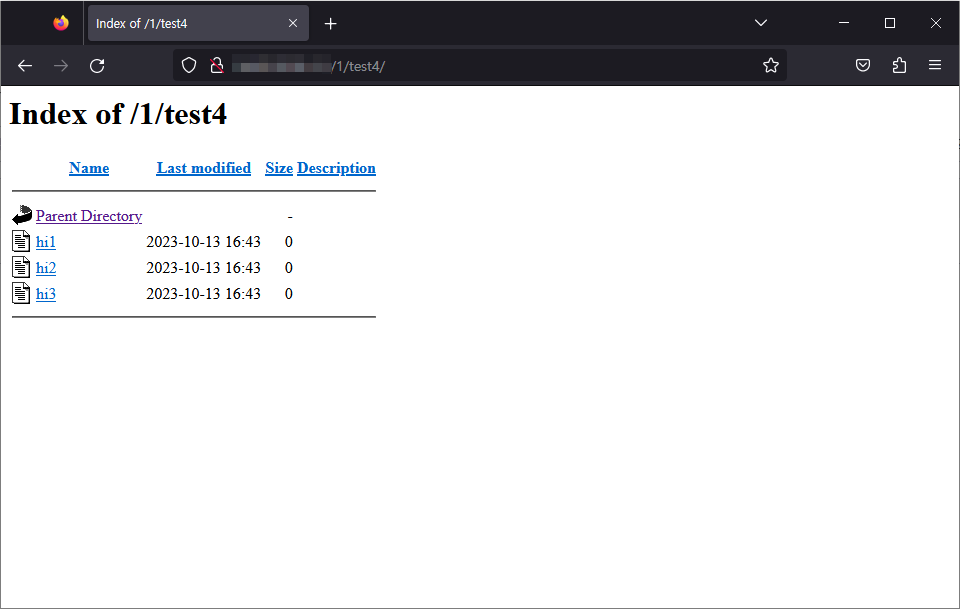 Index of /1/test4
/1/test4/
Index of /1/test4
Name Last modified Size Description
Parent Directory -
hi1 2023-10-13 16:43 0
hi2 2023-10-13 16:43 0
hi3 2023-10-13 16:43 0